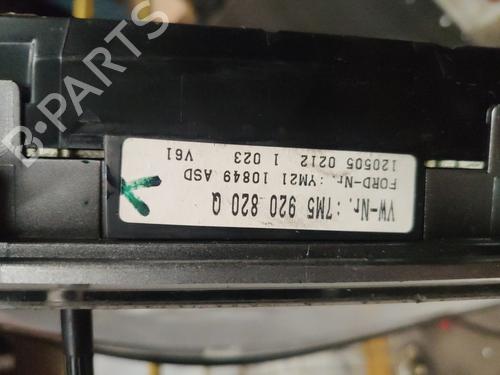 B-PARTS
VW-Nr. :7M5 920 820 Q
FORD-Nr.:YM21 10849 ASD
120505 0212 1 023 V61